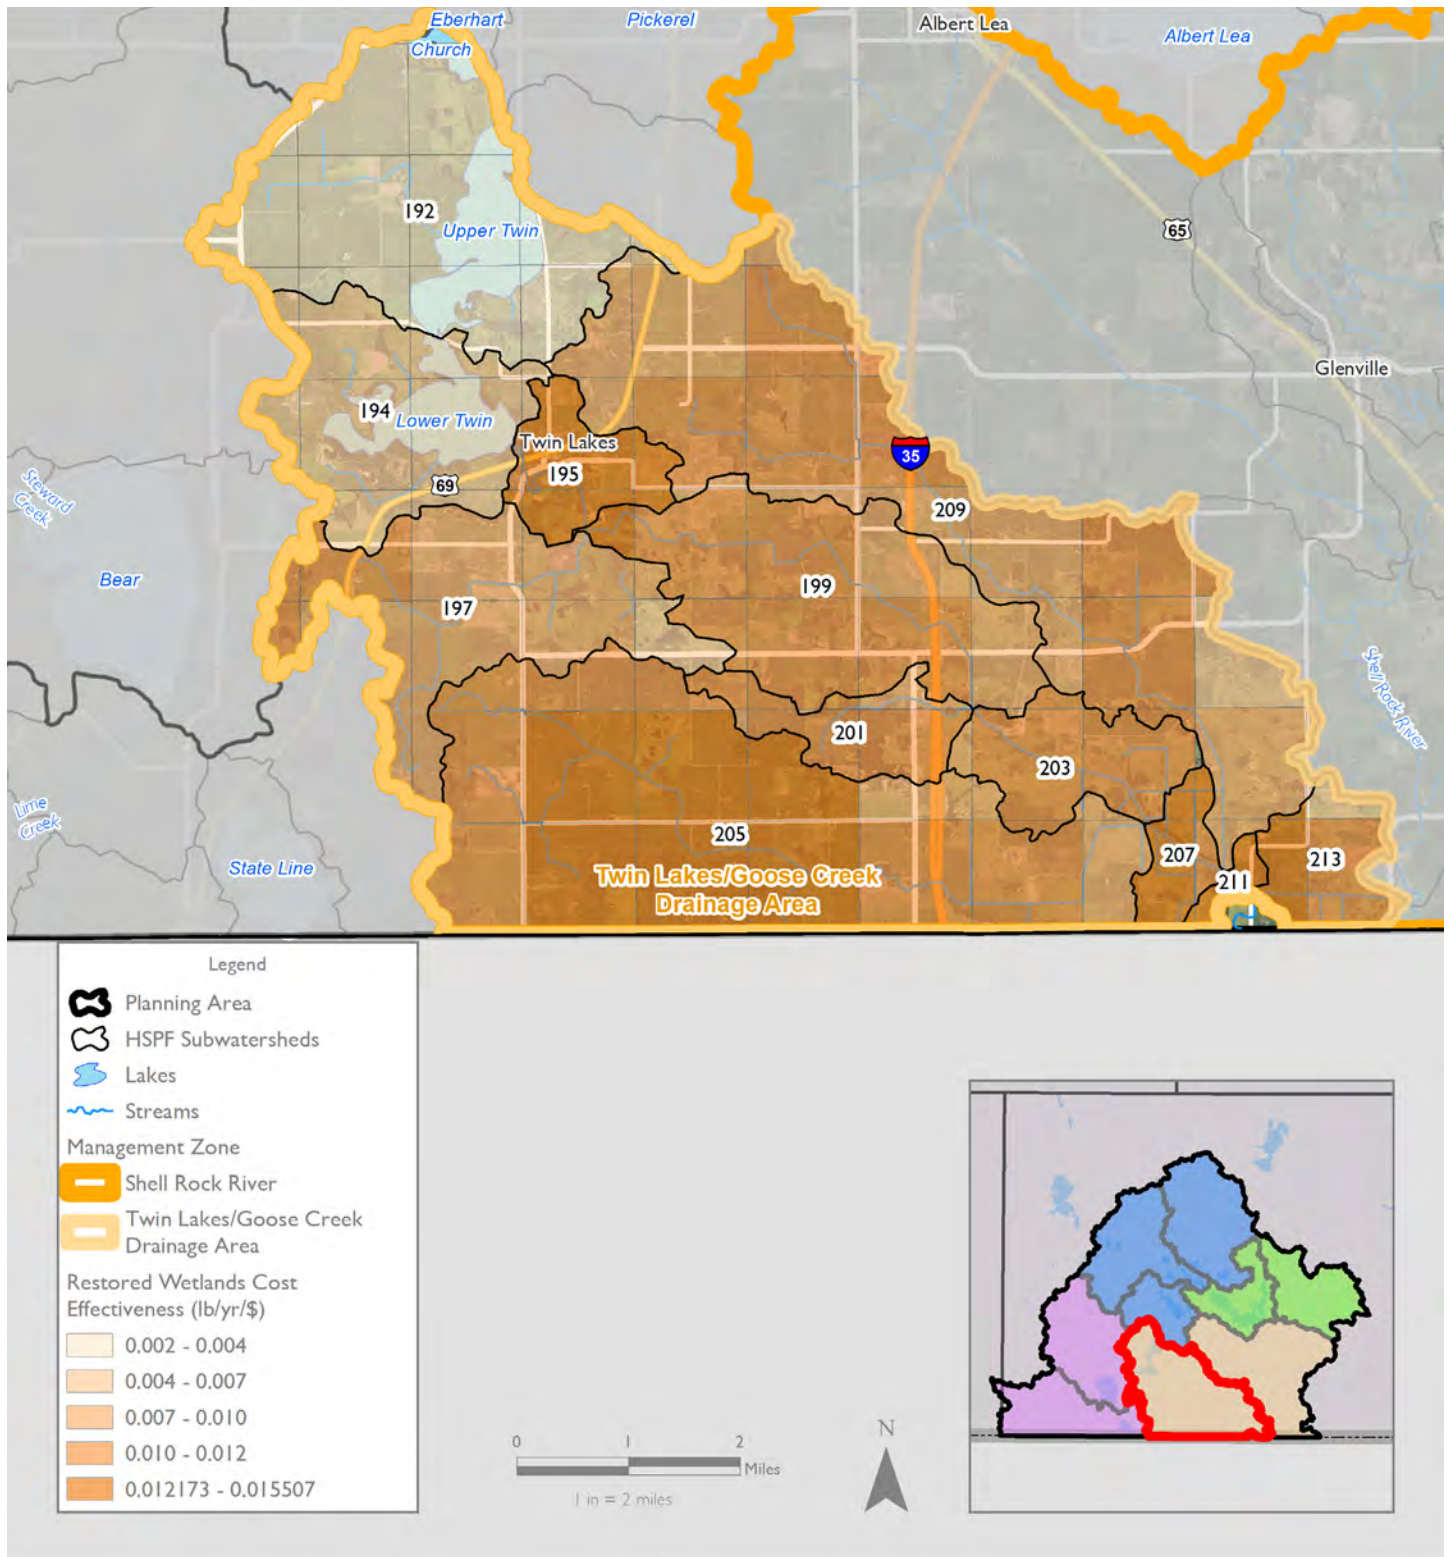 Eberhart
Pickerel
Albert Lea
Albert Lea
Church
192
Upper Twin
65
Glenville
194
Lower Twin
Twin Lakes
35
195
69
Steward
Creek
209
Bear
199
197
Shell Rock River
201
203
Lime
Creek
205
207
213
State Line
211
Twin Lakes/Goose Creek
Drainage Area
Legend
Planning Area
HSPF Subwatersheds
Lakes
Streams
Management Zone
Shell Rock River
Twin Lakes/Goose Creek
Drainage Area
Restored Wetlands Cost
Effectiveness (lb/yr/$)
0.002 - 0.004
0.004 - 0.007
0.007 - 0.010
0.010 - 0.012
0.012173 - 0.015507
0 1 2
Miles
1 in = 2 miles
N